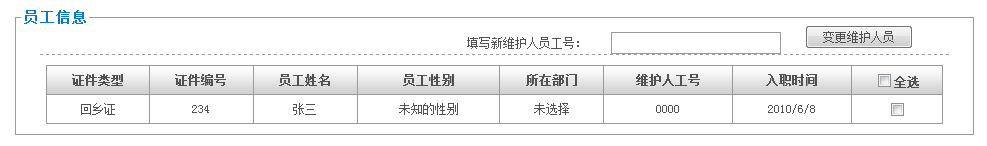 员工信息
填写新维护人员工号： 变更维护人员
证件类型 证件编号 员工姓名 员工性别 所在部门 维护人工号 入职时间 全选
回乡证 234 张三 未知的性别 未选择 0000 2010/6/8